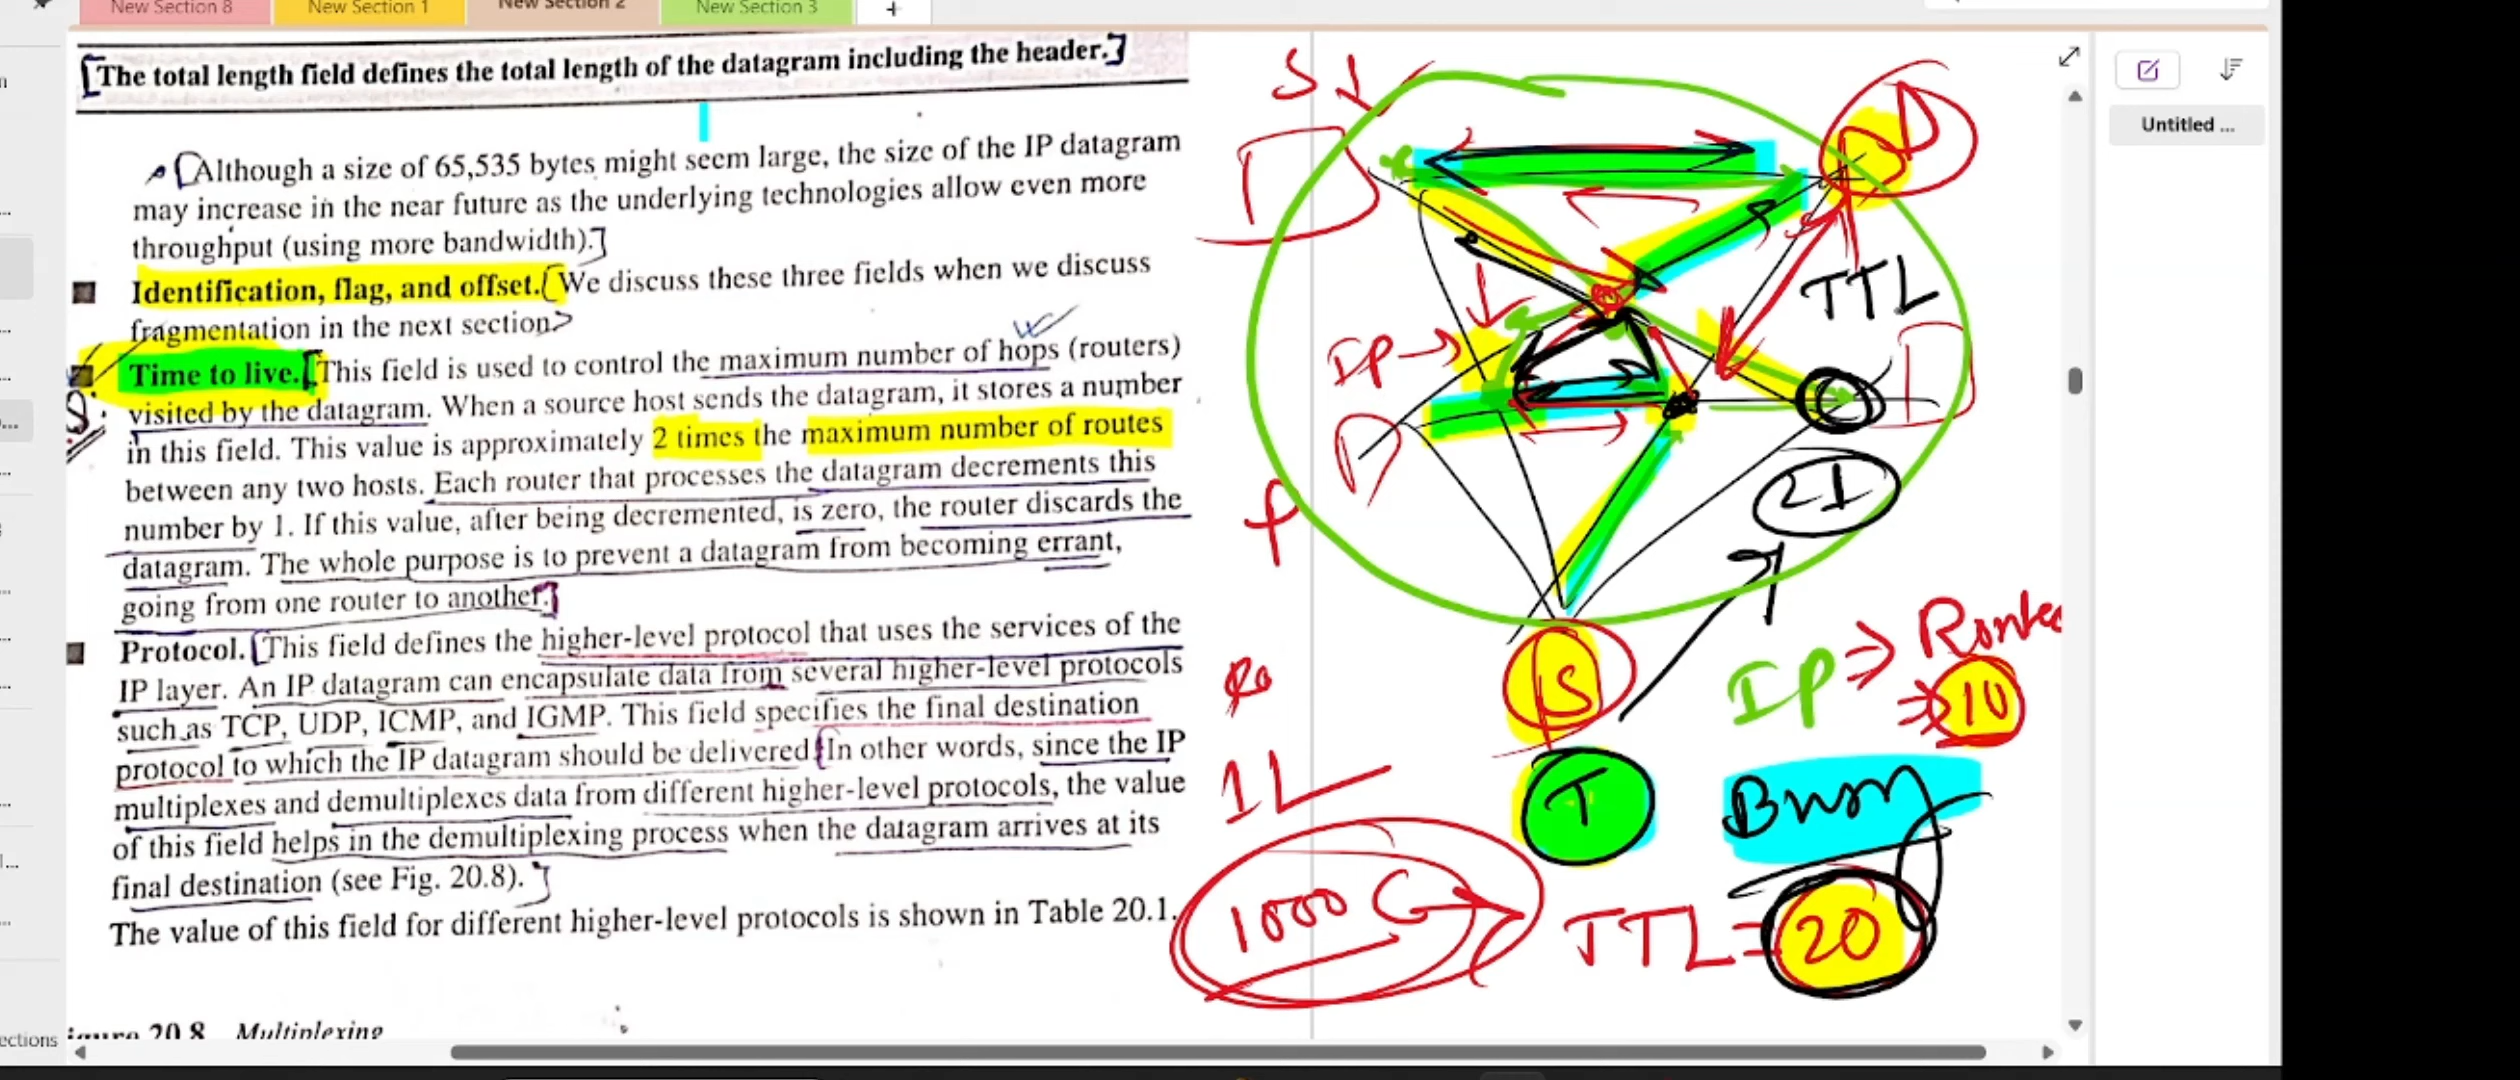 New Section 8
New Section 1
New Section 2
New Section 3
+
The total length field defines the total length of the datagram including the header.
Although a size of 65,535 bytes might seem large, the size of the IP datagram
may increase in the near future as the underlying technologies allow even more
throughput (using more bandwidth).
Identification, flag, and offset. We discuss these three fields when we discuss
fragmentation in the next section
Time to live. This field is used to control the maximum number of hops (routers)
visited by the datagram. When a source host sends the datagram, it stores a number
in this field. This value is approximately 2 times the maximum number of routes
between any two hosts. Each router that processes the datagram decrements this
number by 1. If this value, after being decremented, is zero, the router discards the
datagram. The whole purpose is to prevent a datagram from becoming errant,
going from one router to another.
Protocol. This field defines the higher-level protocol that uses the services of the
IP layer. An IP datagram can encapsulate data from several higher-level protocols
such as TCP, UDP, ICMP, and IGMP. This field specifies the final destination
protocol to which the IP datagram should be delivered. In other words, since the IP
multiplexes and demultiplexes data from different higher-level protocols, the value
of this field helps in the demultiplexing process when the datagram arrives at its
final destination (see Fig. 20.8).
The value of this field for different higher-level protocols is shown in Table 20.1.
20.8 Multiplexing
ections
D
TTL
IP
21
S
IP ⇒
⇒ 10
T
1L
1000
TTL = 20
Untitled ...